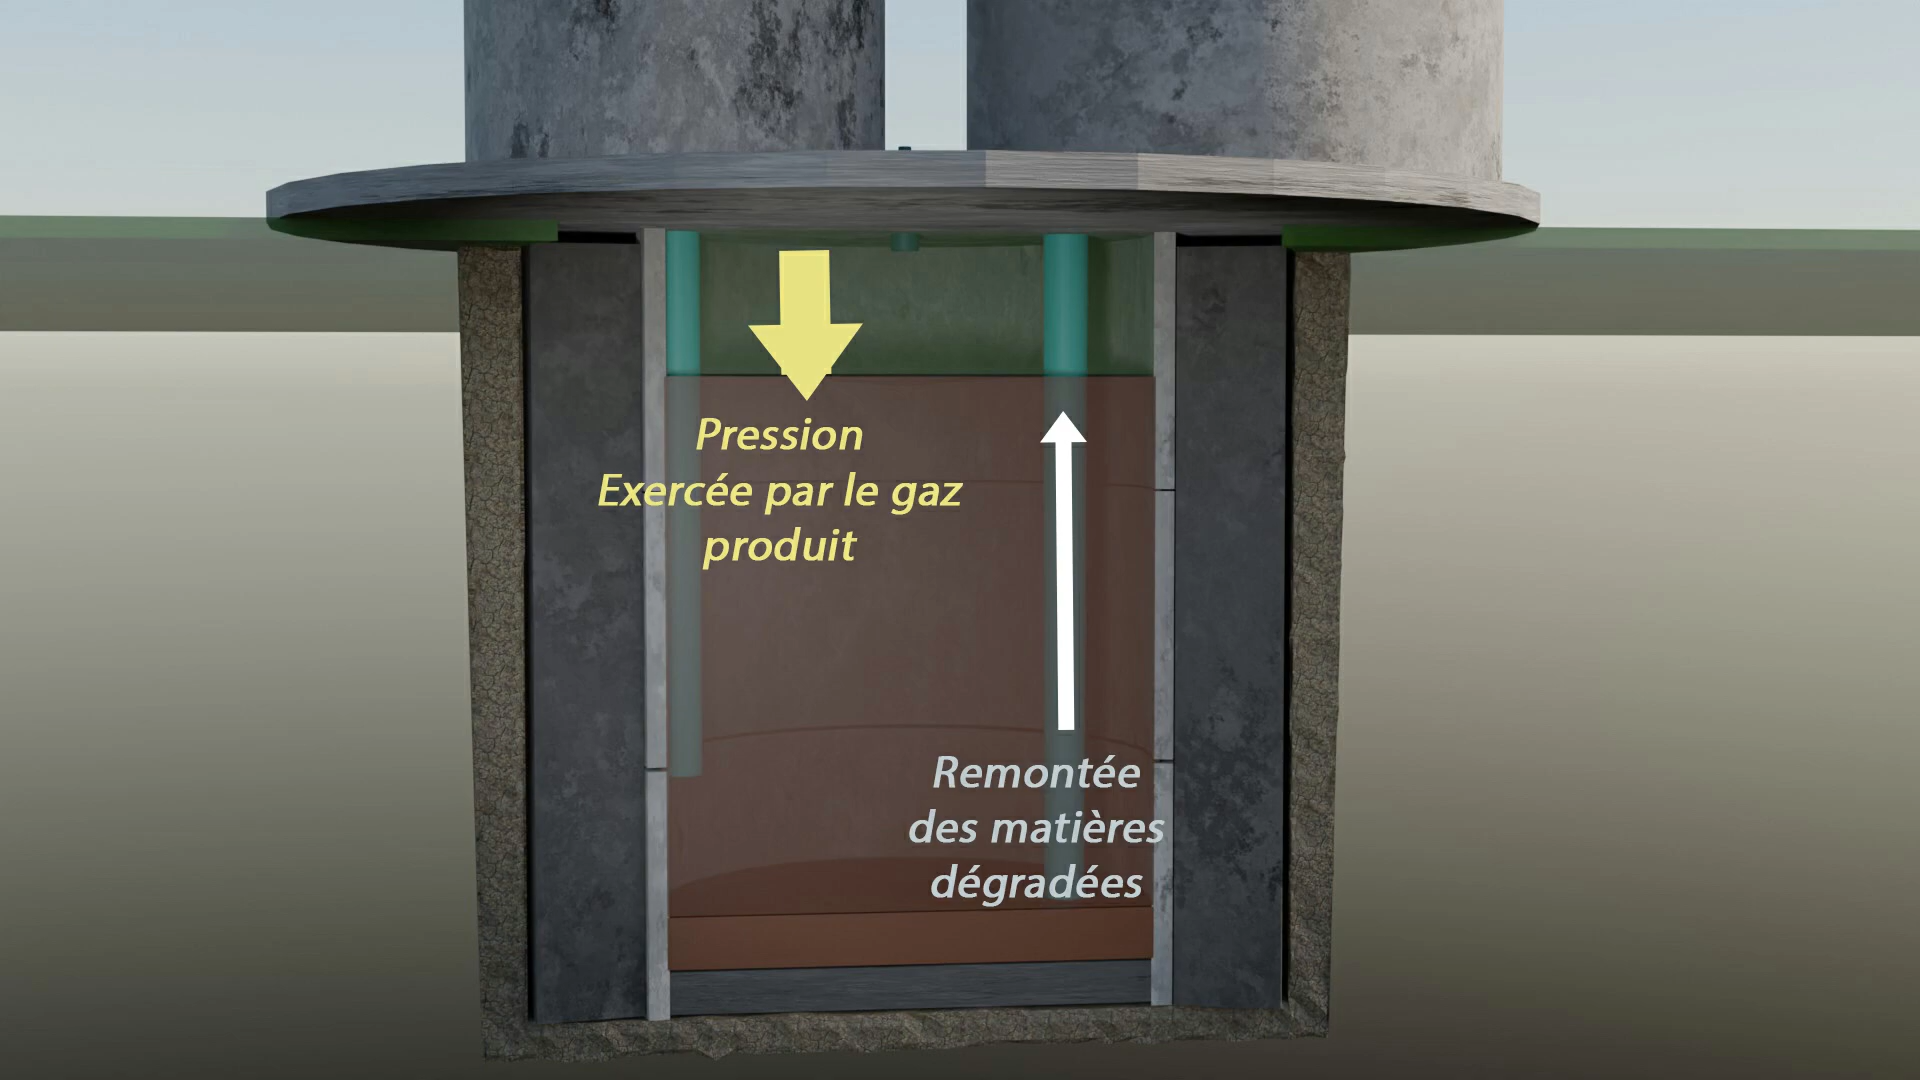 Pression
Exercée par le gaz
produit
Remontée
des matières
dégradées